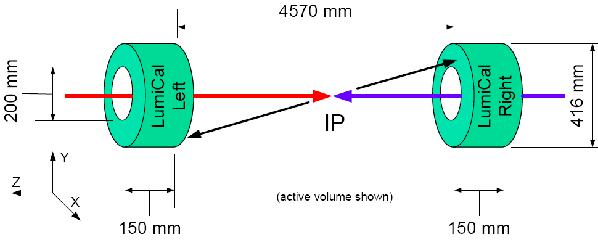 4570 mm
200 mm
LumiCal
Left
LumiCal
Right
416 mm
IP
Y
Z
X
(active volume shown)
150 mm
150 mm